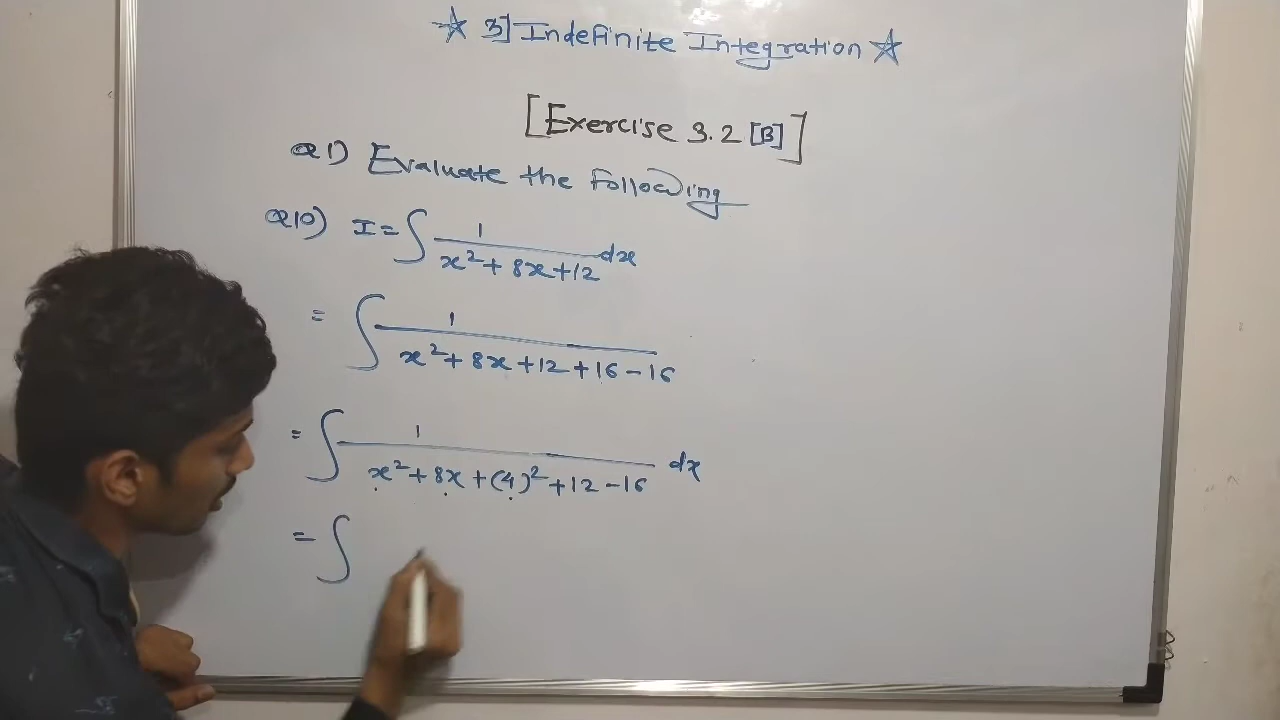 ☆ 3] Indefinite Integration ☆
[Exercise 3.2 [B]]
Q1) Evaluate the following
Q10) I = ∫ 1/(x² + 8x + 12) dx
= ∫ 1/(x² + 8x + 12 + 16 - 16)
= ∫ 1/(x² + 8x + (4)² + 12 - 16) dx
= ∫